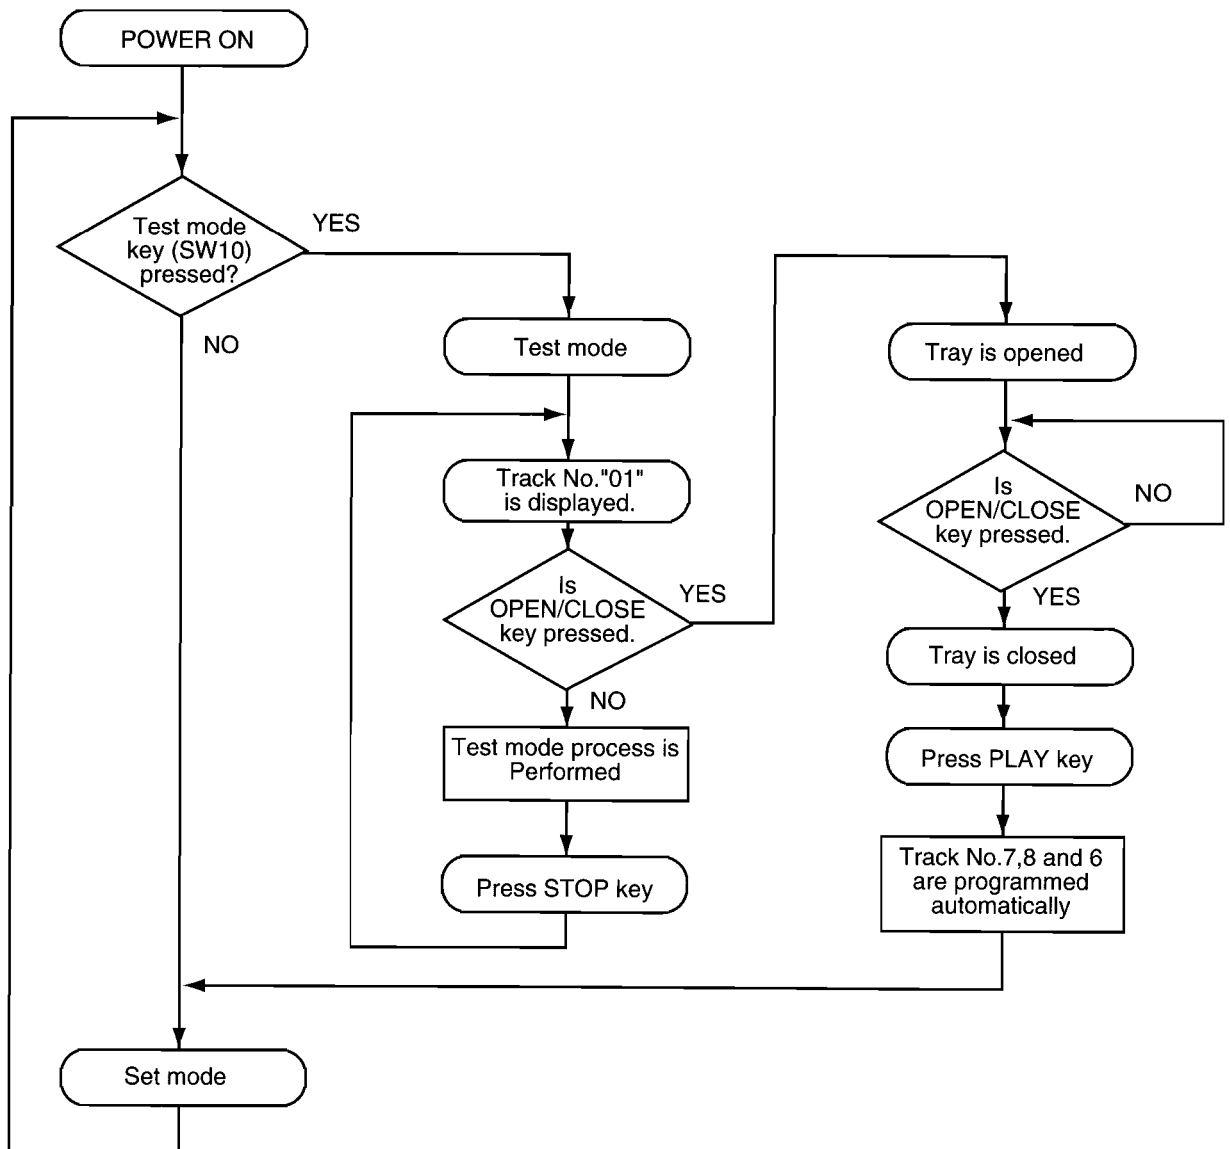 POWER ON
Test mode
key (SW10)
pressed?
YES
NO
Test mode
Track No."01"
is displayed.
Is
OPEN/CLOSE
key pressed.
YES
NO
Test mode process is
Performed
Press STOP key
Tray is opened
Is
OPEN/CLOSE
key pressed.
NO
YES
Tray is closed
Press PLAY key
Track No.7,8 and 6
are programmed
automatically
Set mode